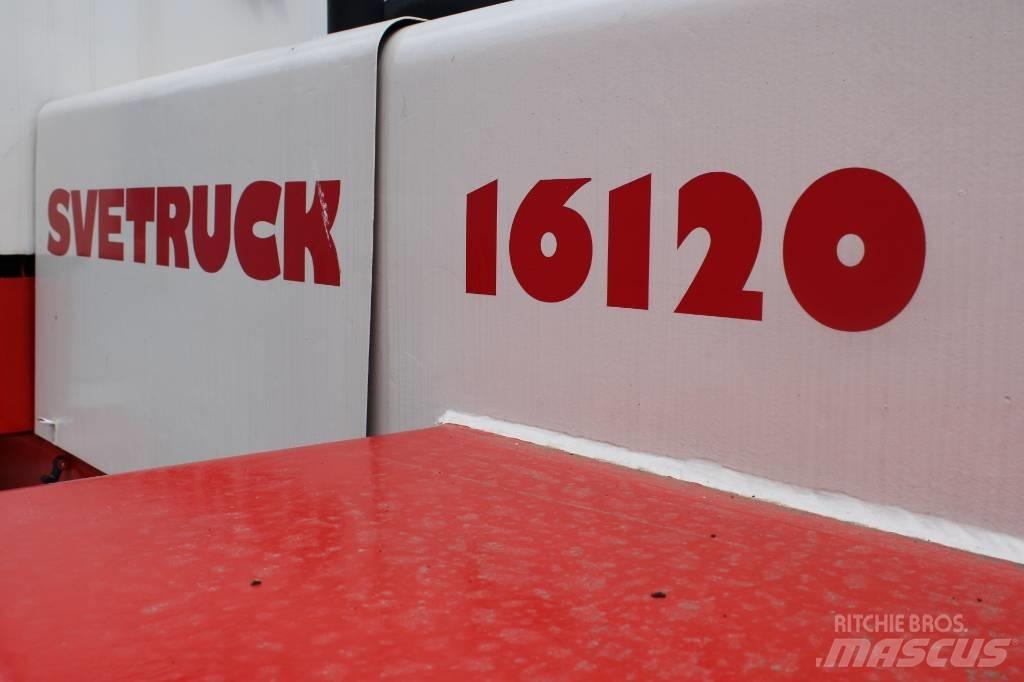 SVETRUCK 16120
RITCHIE BROS.
MASCUS